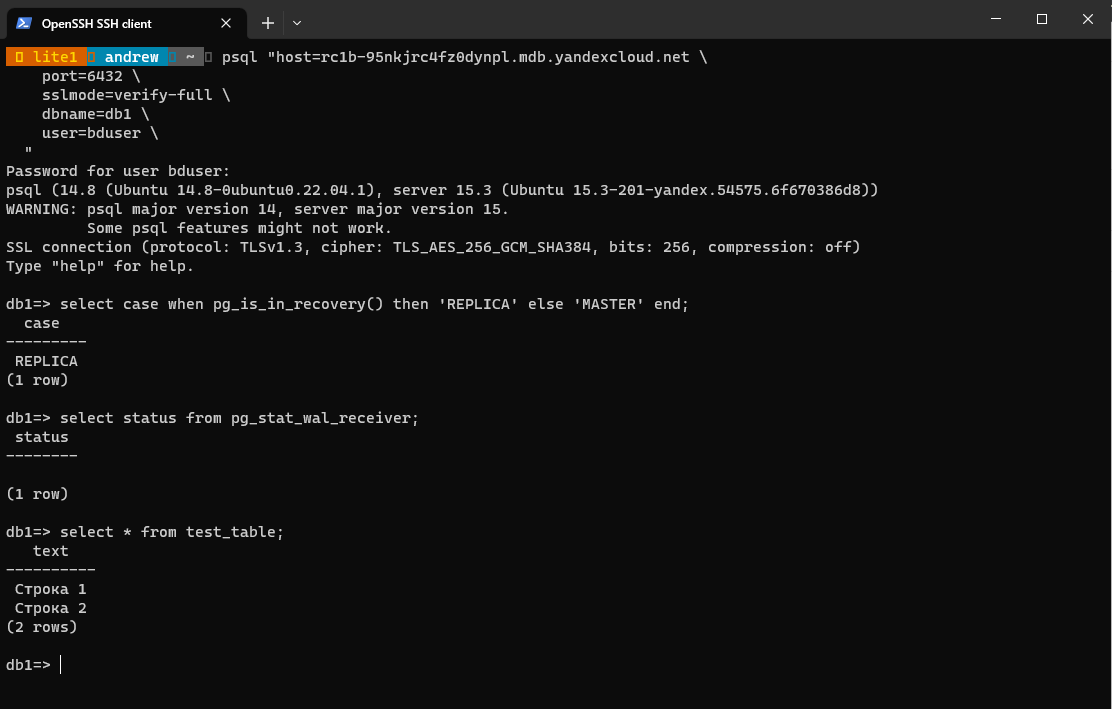 OpenSSH SSH client
lite1 andrew ~ psql "host=rc1b-95nkjrc4fz0dynpl.mdb.yandexcloud.net \
    port=6432 \
    sslmode=verify-full \
    dbname=db1 \
    user=bduser \
  "
Password for user bduser:
psql (14.8 (Ubuntu 14.8-0ubuntu0.22.04.1), server 15.3 (Ubuntu 15.3-201-yandex.54575.6f670386d8))
WARNING: psql major version 14, server major version 15.
         Some psql features might not work.
SSL connection (protocol: TLSv1.3, cipher: TLS_AES_256_GCM_SHA384, bits: 256, compression: off)
Type "help" for help.
db1=> select case when pg_is_in_recovery() then 'REPLICA' else 'MASTER' end;
  case
---------
 REPLICA
(1 row)
db1=> select status from pg_stat_wal_receiver;
 status
--------
(1 row)
db1=> select * from test_table;
   text
----------
 Строка 1
 Строка 2
(2 rows)
db1=>